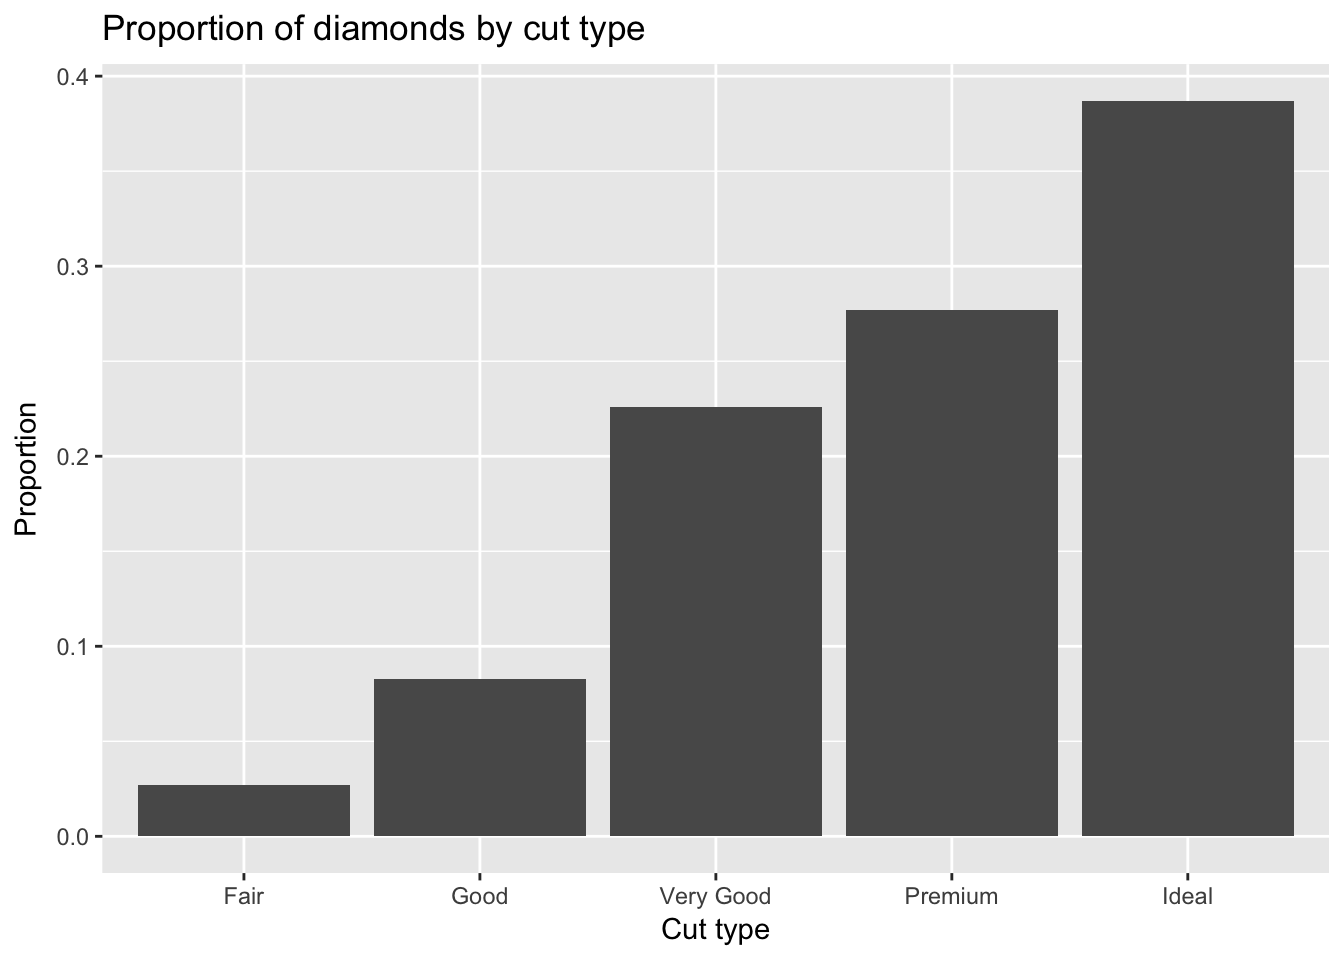 Proportion of diamonds by cut type
0.4
0.3
0.2
0.1
0.0
Proportion
Fair Good Very Good Premium Ideal
Cut type